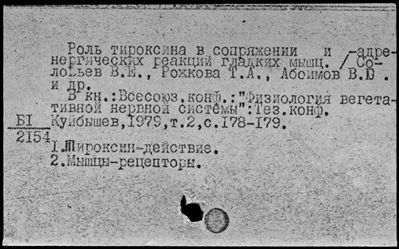 Роль тироксина в сопряжении и /-адре-
нергических реакций гладких мышц. / Со-
ловьев В.Е., Рожкова Т.А., Абоимов В.Ю.
и др.
В кн.:Всесоюз.конф.:"Физиология вегета-
тивной нервной системы":Тез.конф.
БI Куйбышев,1979,т.2,с.178-179.
2154
1.Тироксин-действие.
2.Мышцы-рецепторы.